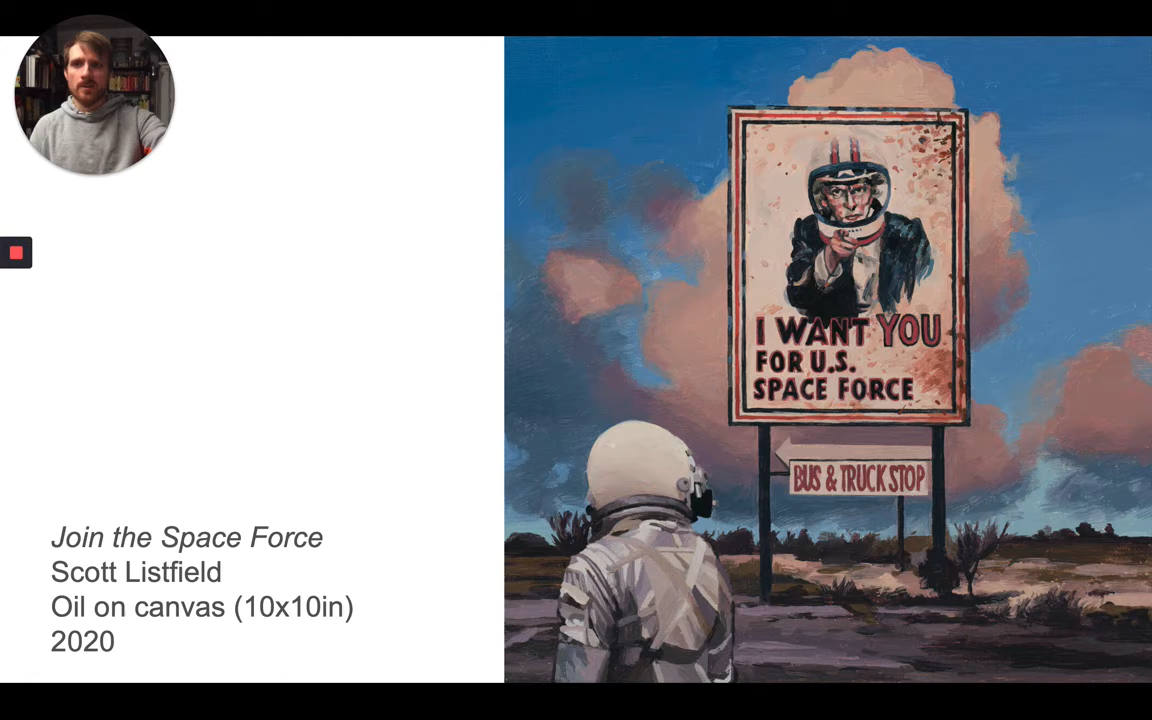 Join the Space Force
Scott Listfield
Oil on canvas (10x10in)
2020
I WANT YOU
FOR U.S.
SPACE FORCE
BUS & TRUCK STOP